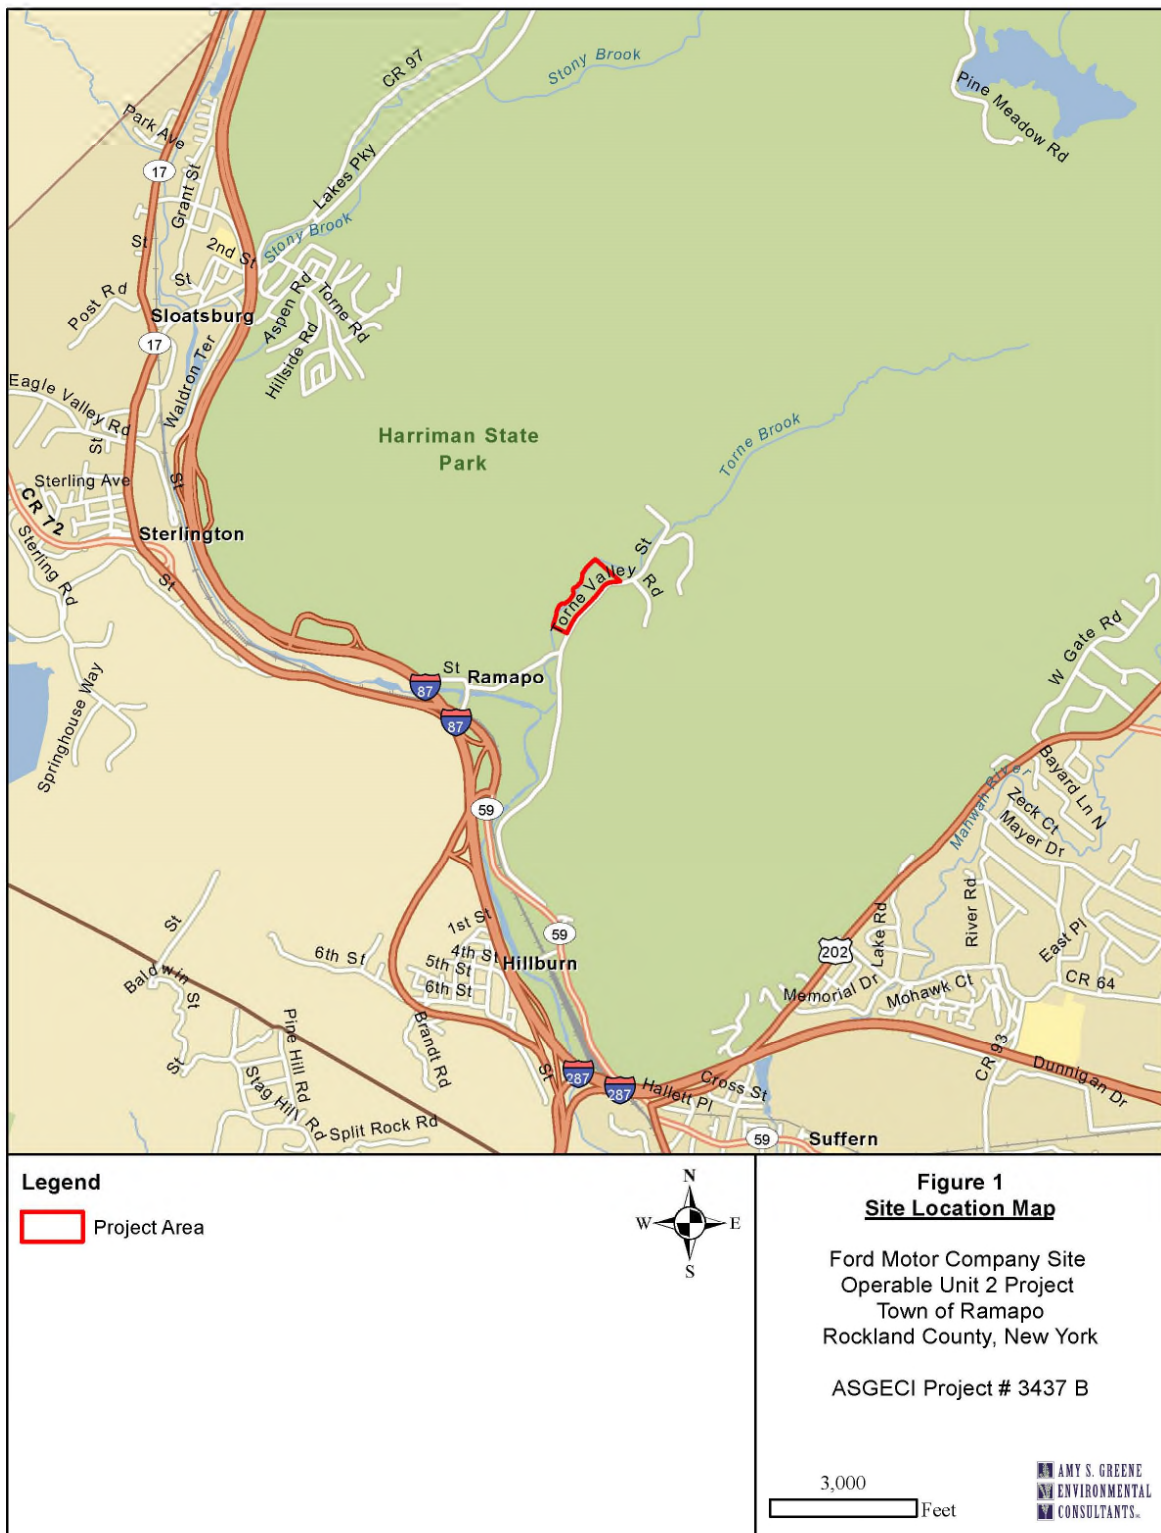 Stony Brook
CR 97
Pine Meadow Rd
Park Ave
17
Grant St
Lakes Pky
Stony Brook
St
2nd St
St
Post Rd
Sloatsburg
Aspen Rd
Torne Rd
17
Hillside Rd
Waldron Ter
Eagle Valley Rd
St
Harriman State
Park
Torne Brook
Sterling Ave
St
CR 72
Sterlington
Sterling Rd
St
St
Torne Valley
Rd
W Gate Rd
St
Ramapo
87
87
Springhouse Way
Bayard Ln N
Mahwah River
Zeck Ct
Mayer Dr
59
1st St
St
59
Lake Rd
River Rd
East Pl
202
4th St
Hillburn
5th St
6th St
6th St
Baldwin St
Memorial Dr
Mohawk Ct
CR 64
Pine Hill Rd
Brandt Rd
St
Stag Hill Rd
St
CR 93
Dunnigan Dr
287
287
Hallett Pl
Cross St
Split Rock Rd
59
Suffern
Legend
Project Area
N
W
E
S
Figure 1
Site Location Map
Ford Motor Company Site
Operable Unit 2 Project
Town of Ramapo
Rockland County, New York
ASGECI Project # 3437 B
3,000
Feet
AMY S. GREENE
ENVIRONMENTAL
CONSULTANTS